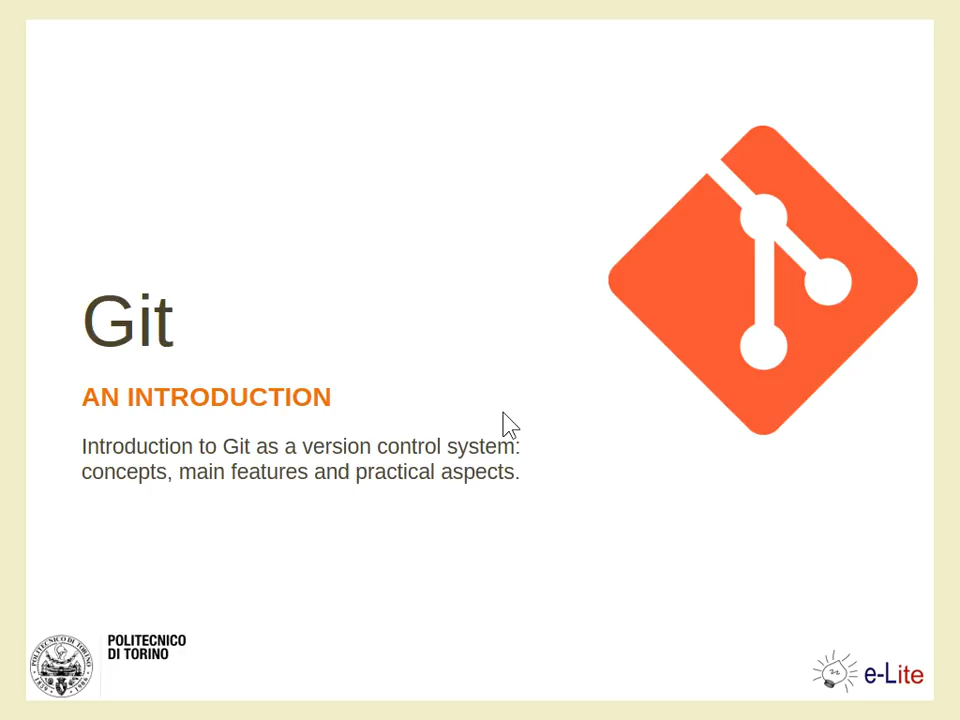 Git
AN INTRODUCTION
Introduction to Git as a version control system:
concepts, main features and practical aspects.
POLITECNICO
DI TORINO
e-Lite